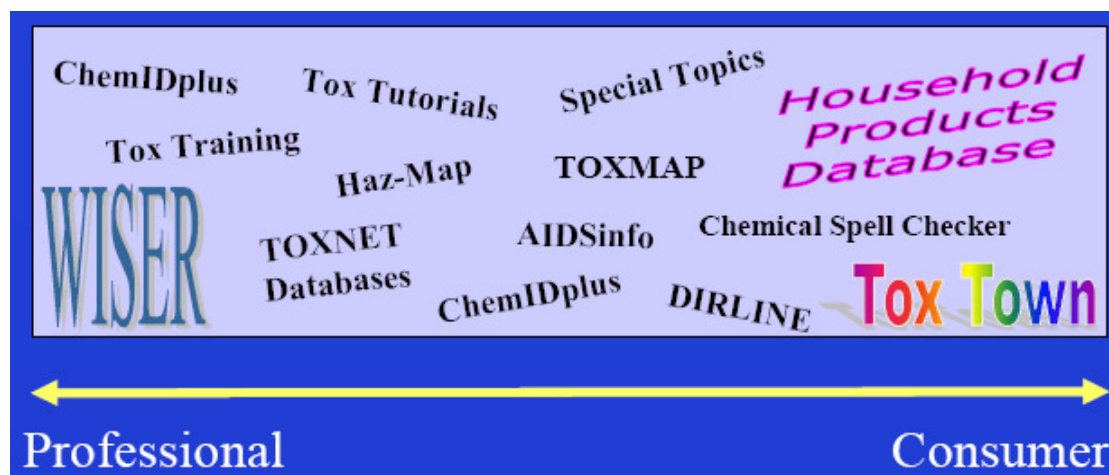 ChemIDplus
Tox Tutorials
Special Topics
Household
Products
Database
Tox Training
Haz-Map
TOXMAP
WISER
TOXNET
Databases
AIDSinfo
Chemical Spell Checker
ChemIDplus
DIRLINE
Tox Town
Professional
Consumer